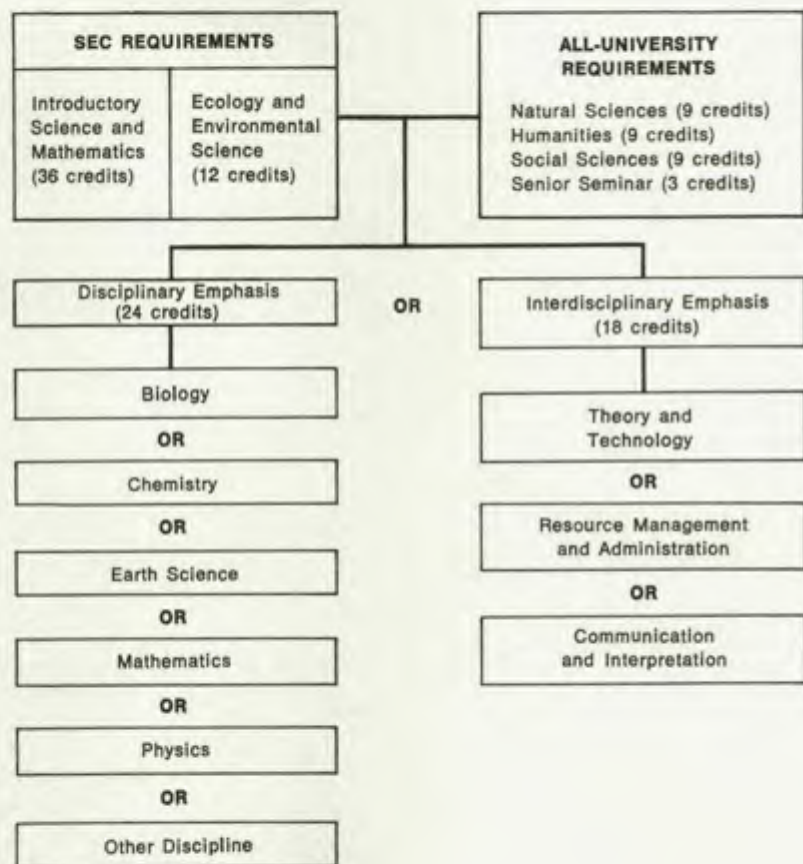 SEC REQUIREMENTS
Introductory
Science and
Mathematics
(36 credits)
Ecology and
Environmental
Science
(12 credits)
ALL-UNIVERSITY
REQUIREMENTS
Natural Sciences (9 credits)
Humanities (9 credits)
Social Sciences (9 credits)
Senior Seminar (3 credits)
Disciplinary Emphasis
(24 credits)
OR
Interdisciplinary Emphasis
(18 credits)
Biology
OR
Chemistry
OR
Earth Science
OR
Mathematics
OR
Physics
OR
Other Discipline
Theory and
Technology
OR
Resource Management
and Administration
OR
Communication
and Interpretation